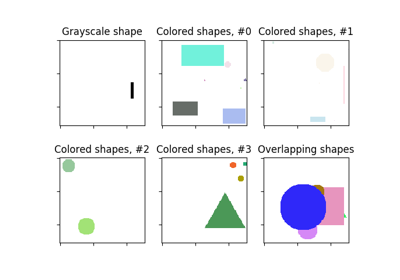 Grayscale shape
Colored shapes, #0
Colored shapes, #1
Colored shapes, #2
Colored shapes, #3
Overlapping shapes